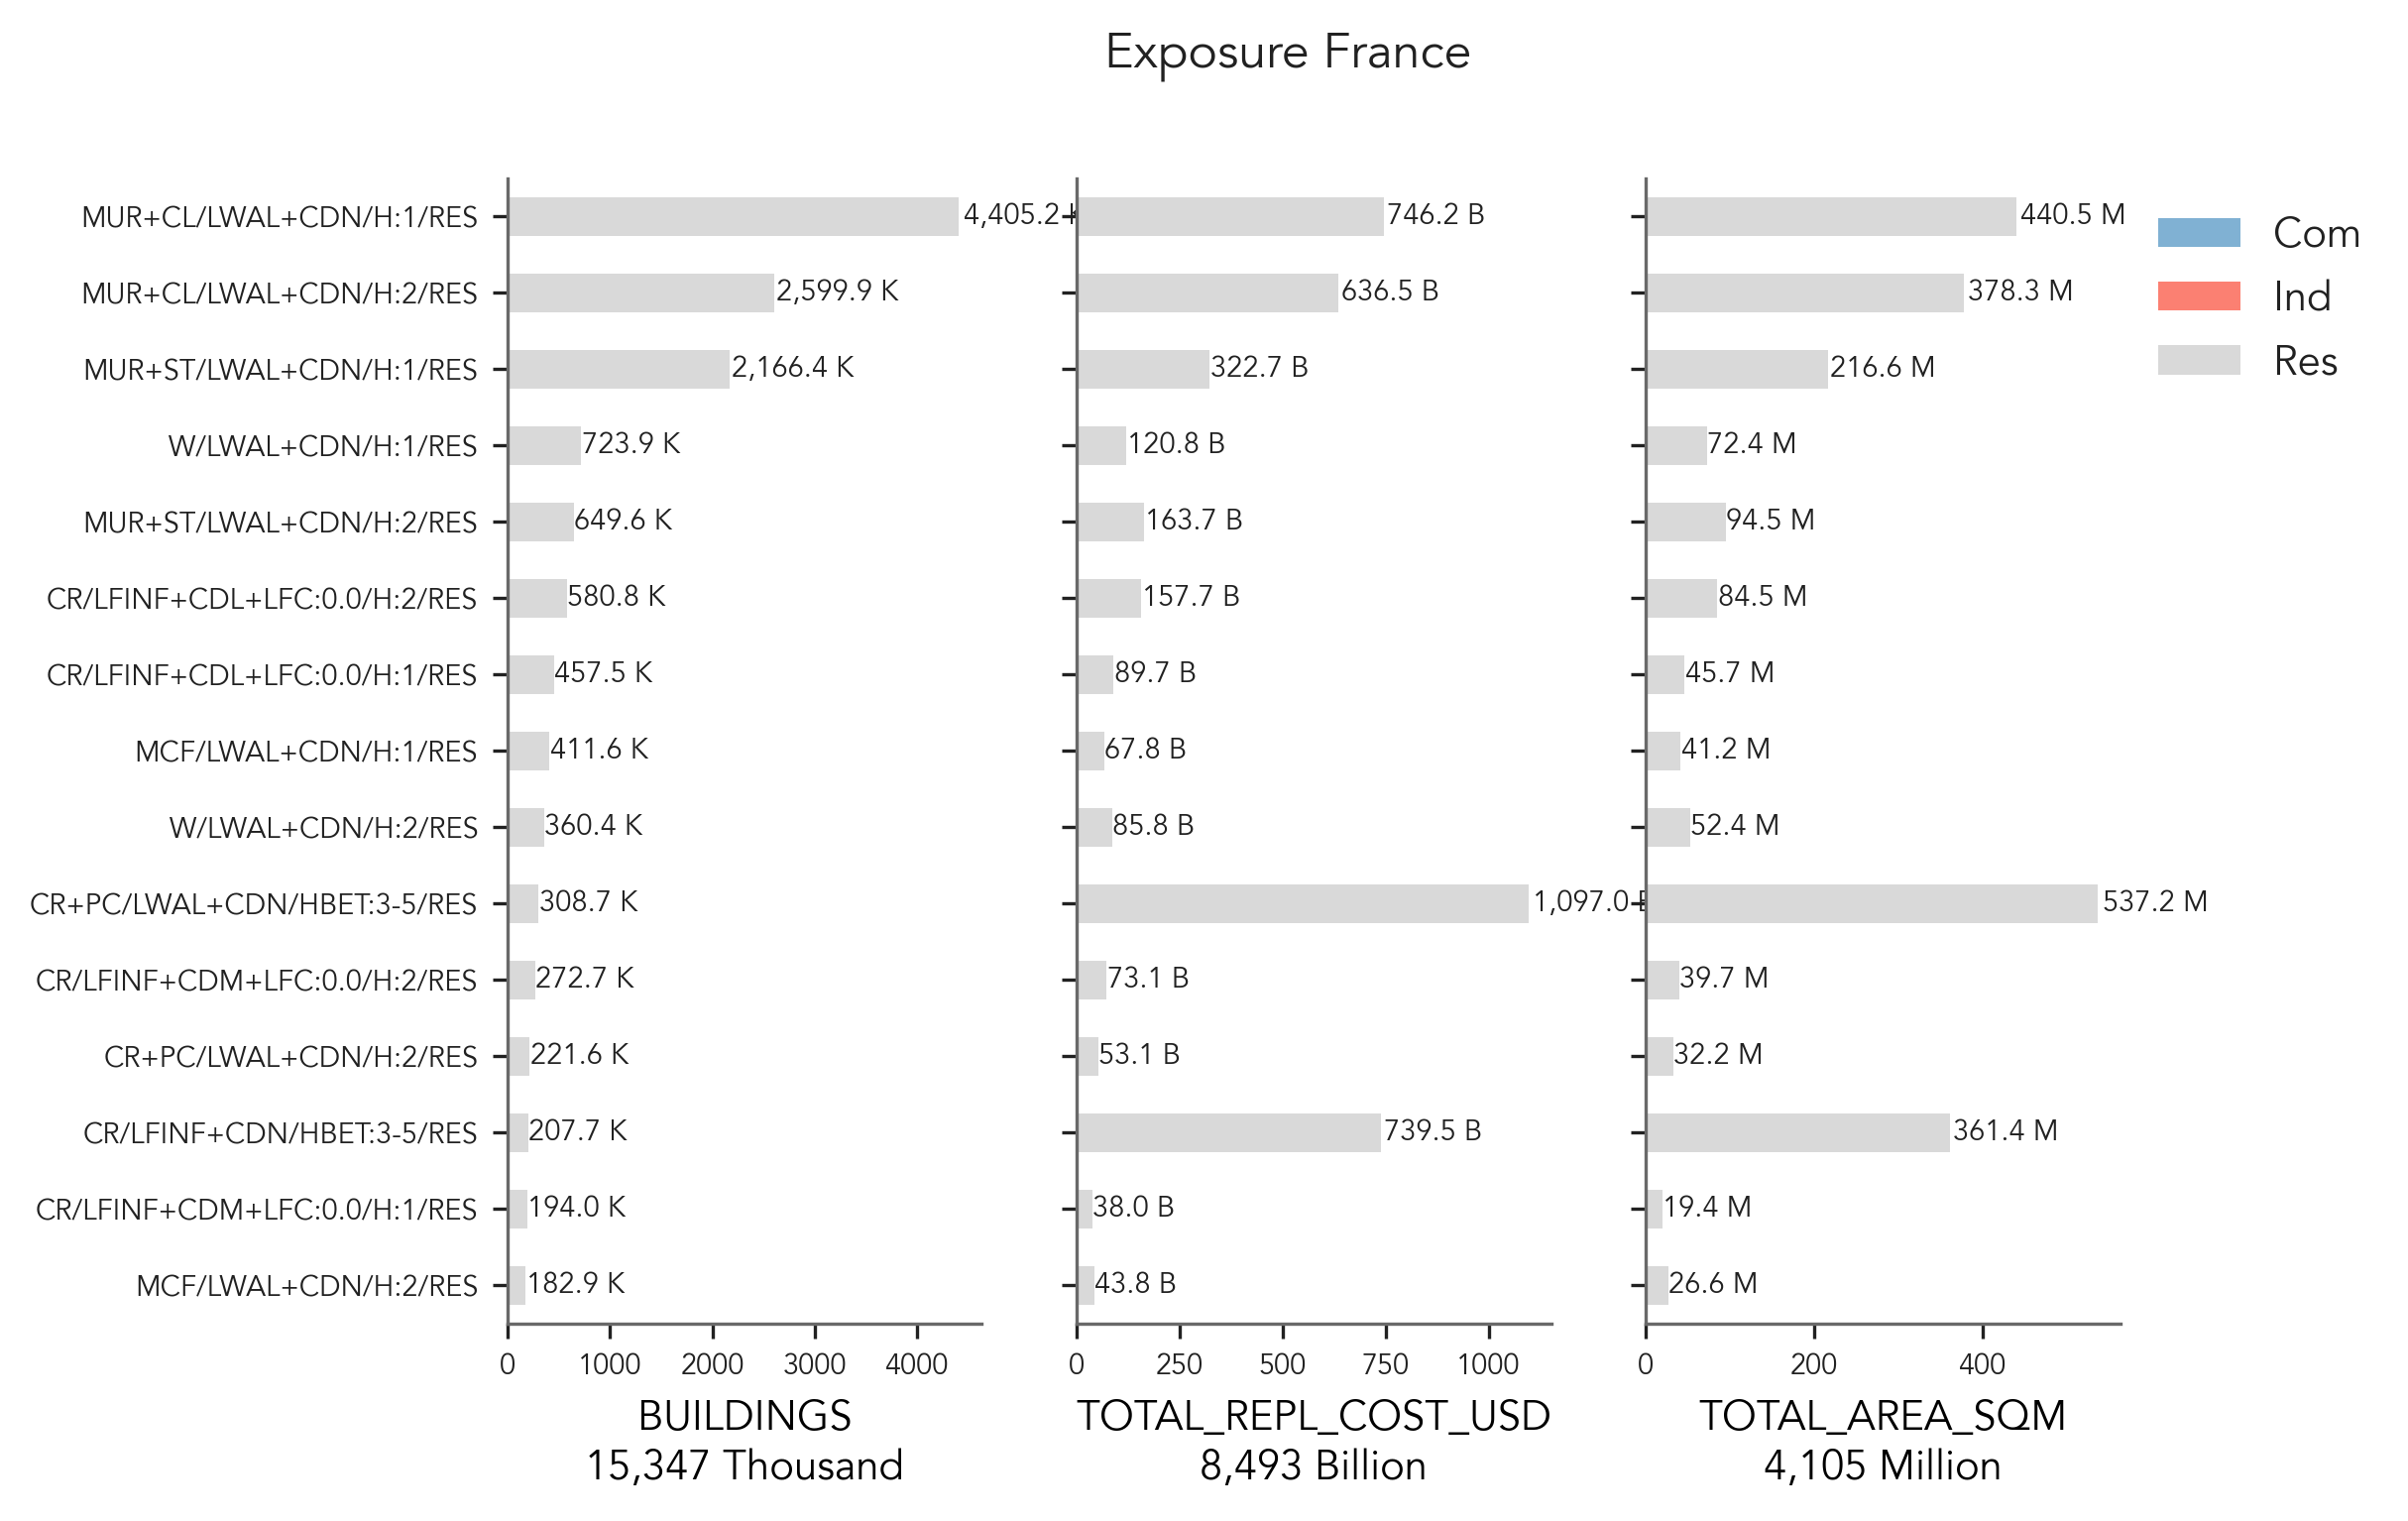 Exposure France
MUR+CL/LWAL+CDN/H:1/RES 4,405.2 746.2 B 440.5 M
MUR+CL/LWAL+CDN/H:2/RES 2,599.9 K 636.5 B 378.3 M
MUR+ST/LWAL+CDN/H:1/RES 2,166.4 K 322.7 B 216.6 M
W/LWAL+CDN/H:1/RES 723.9 K 120.8 B 72.4 M
MUR+ST/LWAL+CDN/H:2/RES 649.6 K 163.7 B 94.5 M
CR/LFINF+CDL+LFC:0.0/H:2/RES 580.8 K 157.7 B 84.5 M
CR/LFINF+CDL+LFC:0.0/H:1/RES 457.5 K 89.7 B 45.7 M
MCF/LWAL+CDN/H:1/RES 411.6 K 67.8 B 41.2 M
W/LWAL+CDN/H:2/RES 360.4 K 85.8 B 52.4 M
CR+PC/LWAL+CDN/HBET:3-5/RES 308.7 K 1,097.0 537.2 M
CR/LFINF+CDM+LFC:0.0/H:2/RES 272.7 K 73.1 B 39.7 M
CR+PC/LWAL+CDN/H:2/RES 221.6 K 53.1 B 32.2 M
CR/LFINF+CDN/HBET:3-5/RES 207.7 K 739.5 B 361.4 M
CR/LFINF+CDM+LFC:0.0/H:1/RES 194.0 K 38.0 B 19.4 M
MCF/LWAL+CDN/H:2/RES 182.9 K 43.8 B 26.6 M
0 1000 2000 3000 4000
BUILDINGS
15,347 Thousand
0 250 500 750 1000
TOTAL_REPL_COST_USD
8,493 Billion
0 200 400
TOTAL_AREA_SQM
4,105 Million
Com
Ind
Res